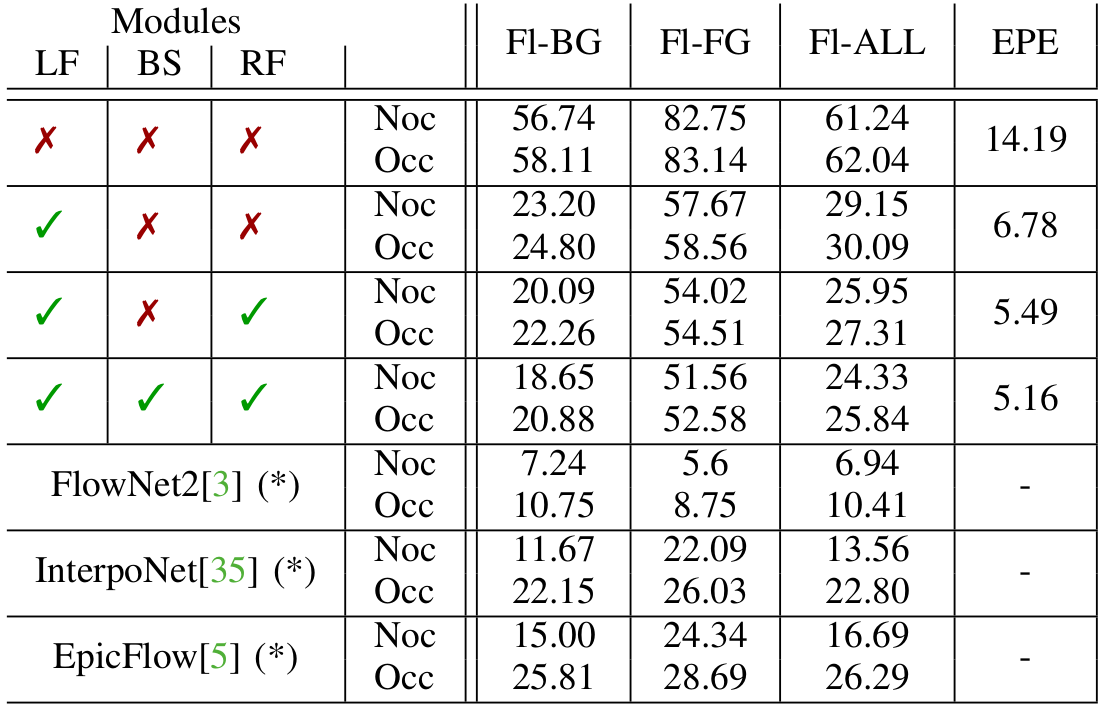 Modules
LF BS RF Fl-BG Fl-FG Fl-ALL EPE
✗ ✗ ✗ Noc 56.74 82.75 61.24 14.19
Occ 58.11 83.14 62.04
✓ ✗ ✗ Noc 23.20 57.67 29.15 6.78
Occ 24.80 58.56 30.09
✓ ✗ ✓ Noc 20.09 54.02 25.95 5.49
Occ 22.26 54.51 27.31
✓ ✓ ✓ Noc 18.65 51.56 24.33 5.16
Occ 20.88 52.58 25.84
FlowNet2[3] (*) Noc 7.24 5.6 6.94 -
Occ 10.75 8.75 10.41
InterpoNet[35] (*) Noc 11.67 22.09 13.56 -
Occ 22.15 26.03 22.80
EpicFlow[5] (*) Noc 15.00 24.34 16.69 -
Occ 25.81 28.69 26.29